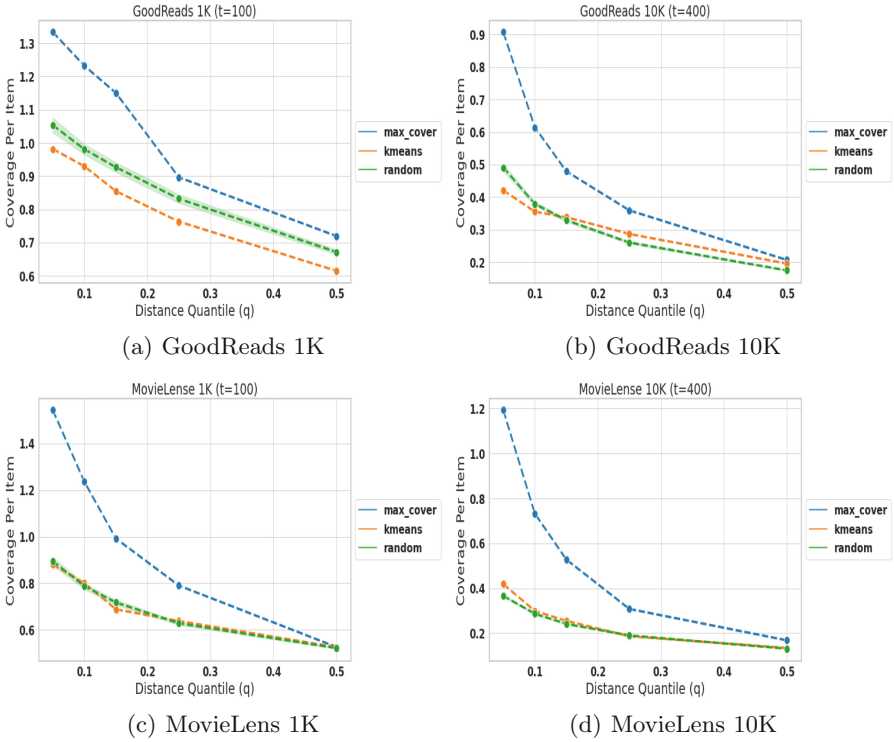 GoodReads 1K (t=100)
Coverage Per Item
1.3
1.2
1.1
1.0
0.9
0.8
0.7
0.6
0.1 0.2 0.3 0.4 0.5
Distance Quantile (q)
max_cover
kmeans
random
(a) GoodReads 1K
GoodReads 10K (t=400)
Coverage Per Item
0.9
0.8
0.7
0.6
0.5
0.4
0.3
0.2
0.1 0.2 0.3 0.4 0.5
Distance Quantile (q)
max_cover
kmeans
random
(b) GoodReads 10K
MovieLense 1K (t=100)
Coverage Per Item
1.4
1.2
1.0
0.8
0.6
0.1 0.2 0.3 0.4 0.5
Distance Quantile (q)
max_cover
kmeans
random
(c) MovieLens 1K
MovieLense 10K (t=400)
Coverage Per Item
1.2
1.0
0.8
0.6
0.4
0.2
0.1 0.2 0.3 0.4 0.5
Distance Quantile (q)
max_cover
kmeans
random
(d) MovieLens 10K